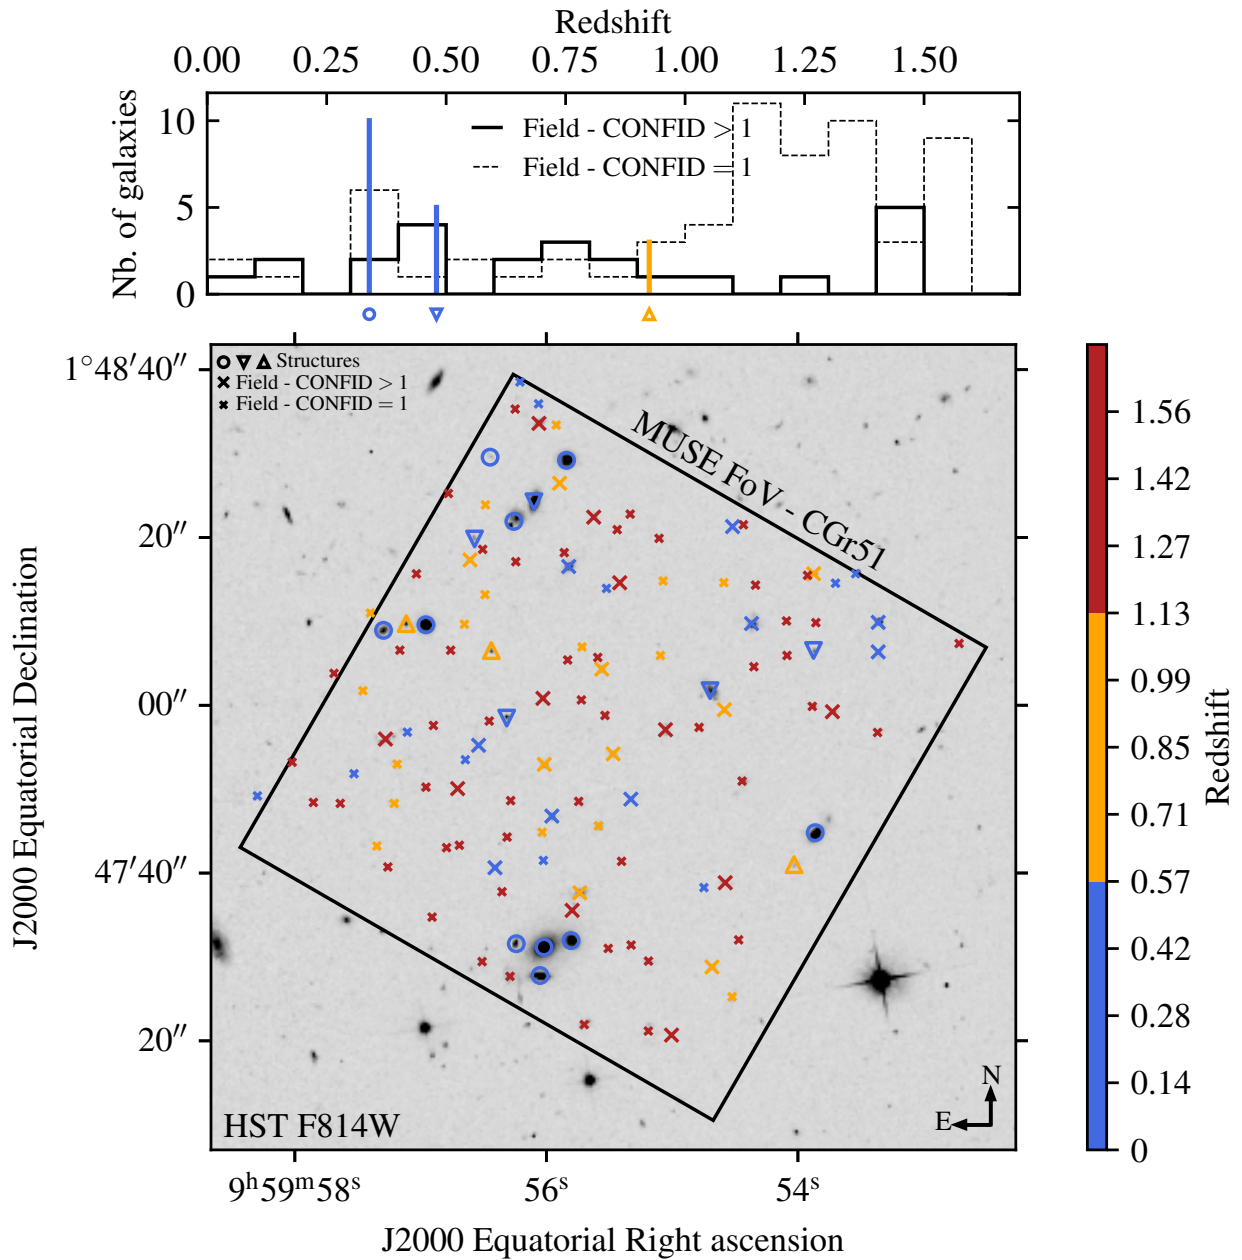 Redshift
0.00 0.25 0.50 0.75 1.00 1.25 1.50
Nb. of galaxies
10
5
0
Field - CONFID > 1
Field - CONFID = 1
1°48′40″
20″
00″
47′40″
20″
J2000 Equatorial Declination
Structures
Field - CONFID > 1
Field - CONFID = 1
MUSE FoV - CGr51
HST F814W
N
E
9ʰ59ᵐ58ˢ 56ˢ 54ˢ
J2000 Equatorial Right ascension
1.56
1.42
1.27
1.13
0.99
0.85
0.71
0.57
0.42
0.28
0.14
0
Redshift